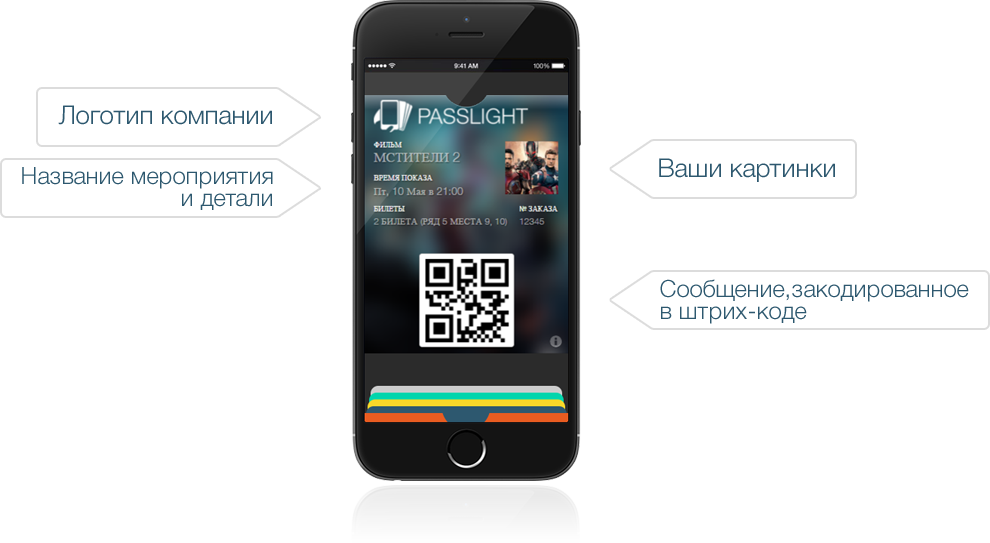 9:41 AM
100%
PASSLIGHT
Логотип компании
Название мероприятия
и детали
ФИЛЬМ
МСТИТЕЛИ 2
ВРЕМЯ ПОКАЗА
Пт, 10 Мая в 21:00
БИЛЕТЫ
№ ЗАКАЗА
2 БИЛЕТА (РЯД 5 МЕСТА 9, 10)
12345
Ваши картинки
Сообщение,закодированное
в штрих-коде